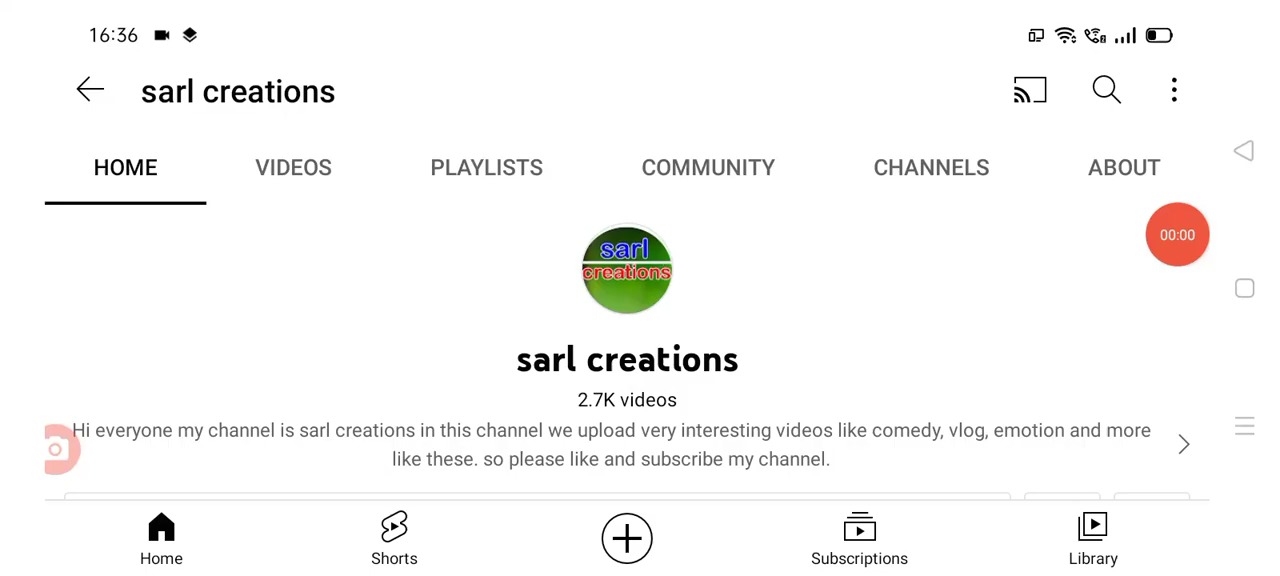 16:36
sarl creations
HOME VIDEOS PLAYLISTS COMMUNITY CHANNELS ABOUT
00:00
sarl
creations
sarl creations
2.7K videos
Hi everyone my channel is sarl creations in this channel we upload very interesting videos like comedy, vlog, emotion and more
like these. so please like and subscribe my channel.
Home Shorts Subscriptions Library